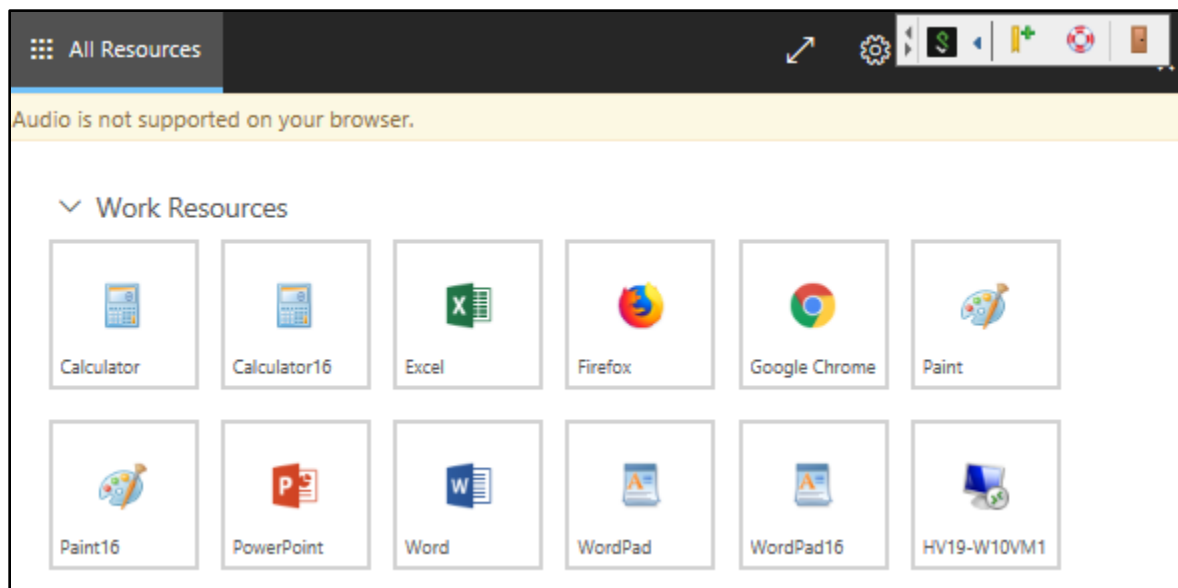 All Resources
Audio is not supported on your browser.
Work Resources
Calculator
Calculator16
Excel
Firefox
Google Chrome
Paint
Paint16
PowerPoint
Word
WordPad
WordPad16
HV19-W10VM1